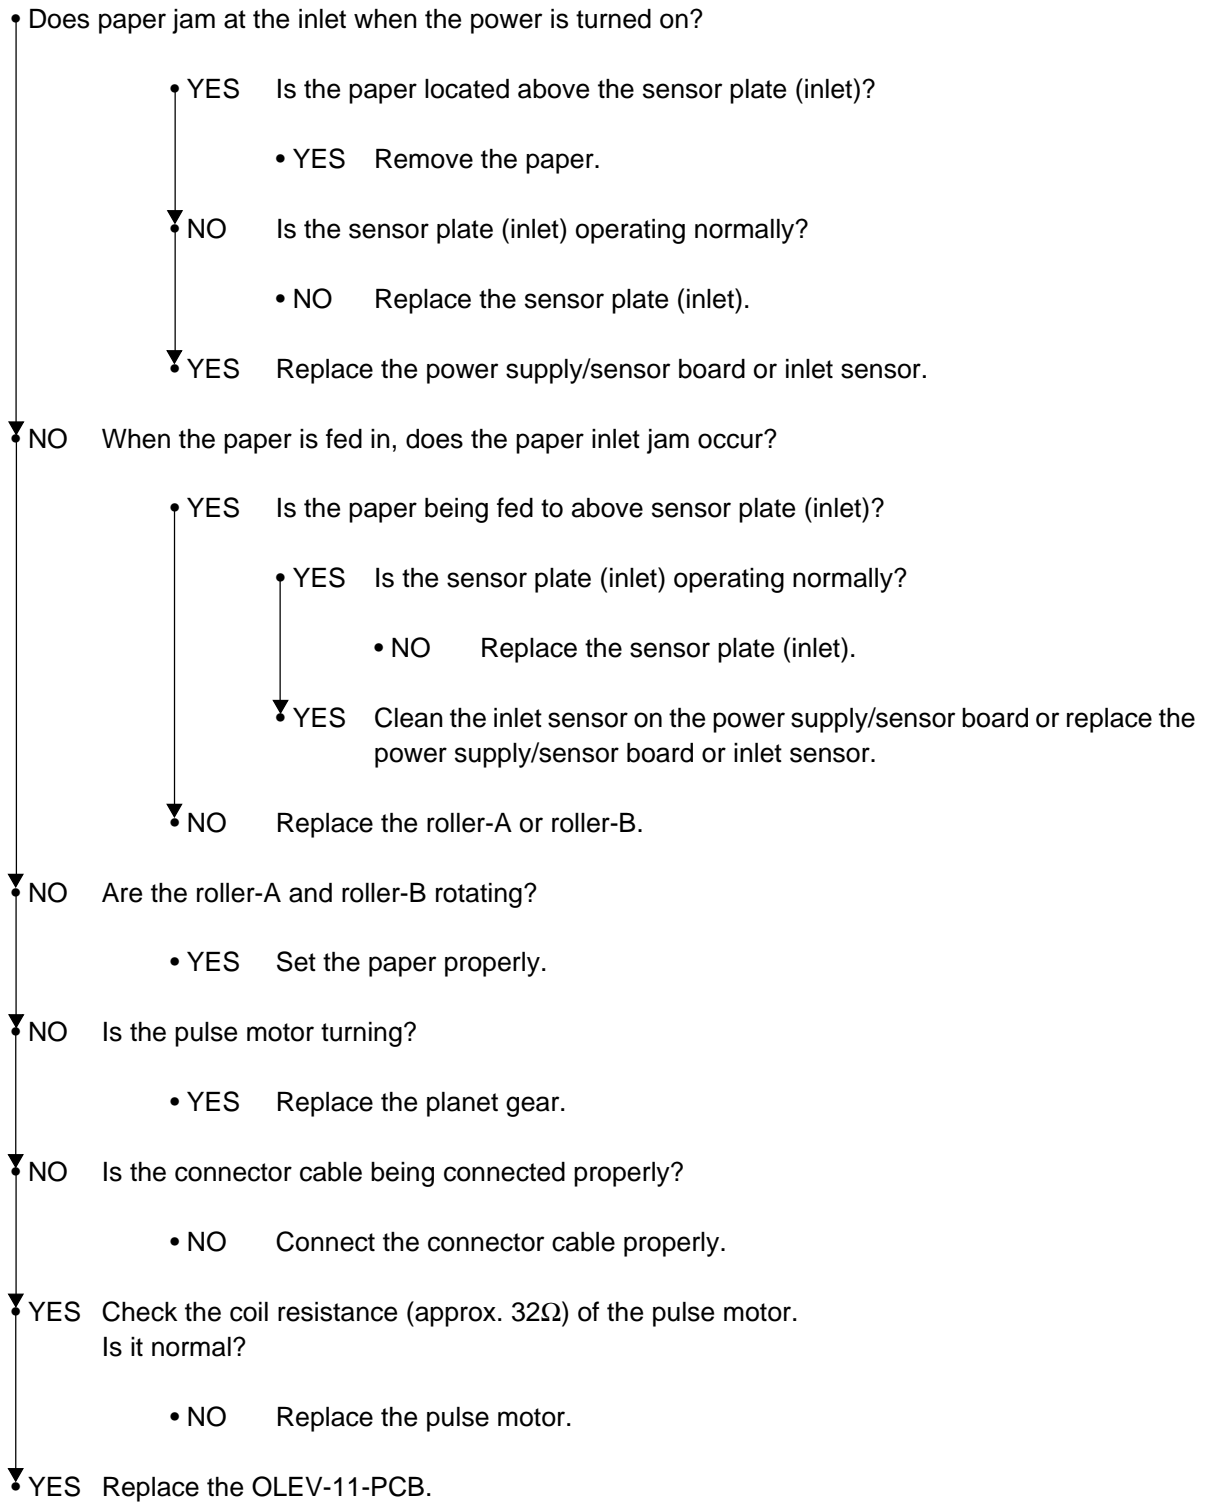 • Does paper jam at the inlet when the power is turned on?
• YES Is the paper located above the sensor plate (inlet)?
• YES Remove the paper.
• NO Is the sensor plate (inlet) operating normally?
• NO Replace the sensor plate (inlet).
• YES Replace the power supply/sensor board or inlet sensor.
• NO When the paper is fed in, does the paper inlet jam occur?
• YES Is the paper being fed to above sensor plate (inlet)?
• YES Is the sensor plate (inlet) operating normally?
• NO Replace the sensor plate (inlet).
• YES Clean the inlet sensor on the power supply/sensor board or replace the
power supply/sensor board or inlet sensor.
• NO Replace the roller-A or roller-B.
• NO Are the roller-A and roller-B rotating?
• YES Set the paper properly.
• NO Is the pulse motor turning?
• YES Replace the planet gear.
• NO Is the connector cable being connected properly?
• NO Connect the connector cable properly.
• YES Check the coil resistance (approx. 32Ω) of the pulse motor.
Is it normal?
• NO Replace the pulse motor.
• YES Replace the OLEV-11-PCB.